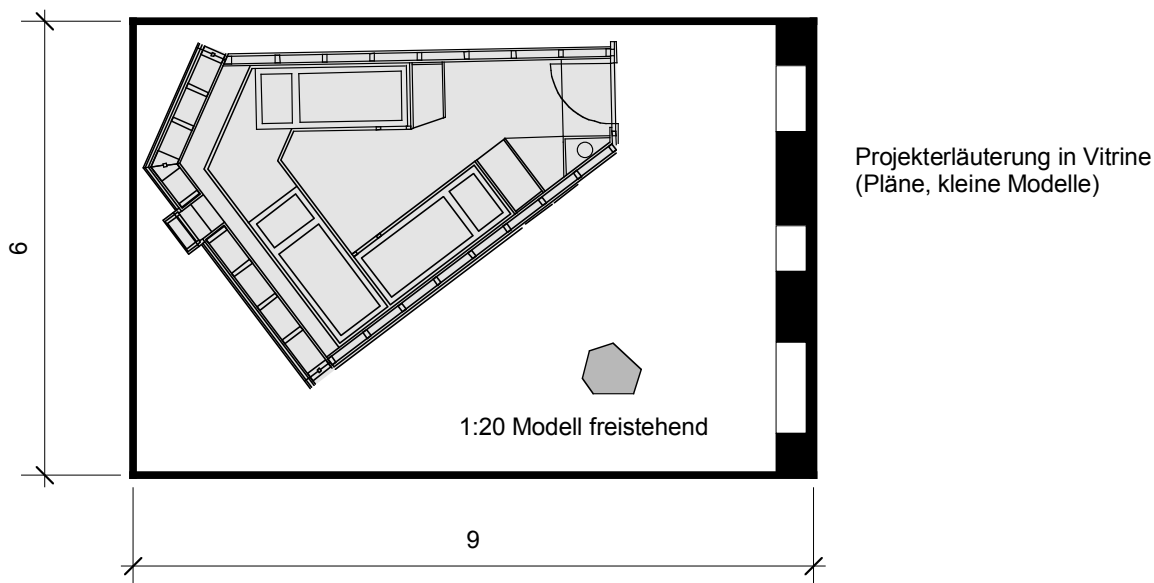 Projekterläuterung in Vitrine
(Pläne, kleine Modelle)
6
1:20 Modell freistehend
9